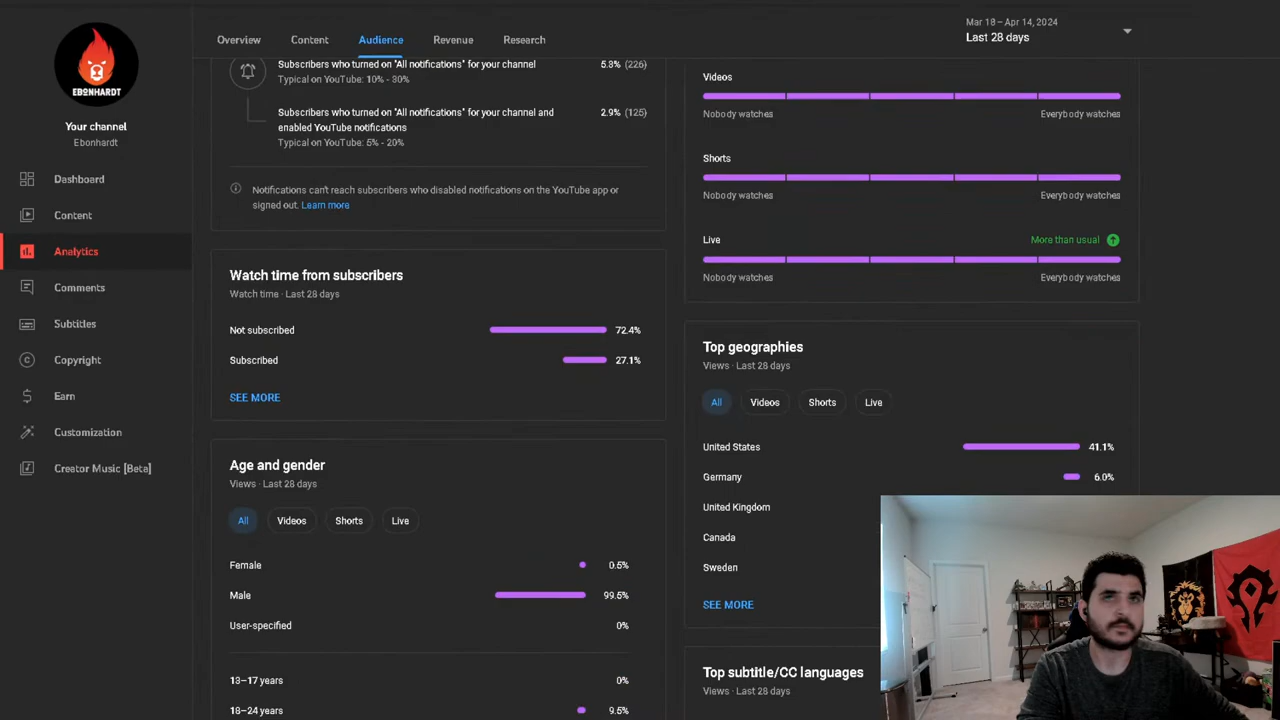 EBONHARDT
Your channel
Ebonhardt
Dashboard
Content
Analytics
Comments
Subtitles
Copyright
Earn
Customization
Creator Music [Beta]
Overview
Content
Audience
Revenue
Research
Mar 18 – Apr 14, 2024
Last 28 days
Subscribers who turned on "All notifications" for your channel
5.3% (226)
Typical on YouTube: 10% - 30%
Subscribers who turned on "All notifications" for your channel and
2.9% (125)
enabled YouTube notifications
Typical on YouTube: 5% - 20%
Notifications can't reach subscribers who disabled notifications on the YouTube app or
signed out. Learn more
Watch time from subscribers
Watch time · Last 28 days
Not subscribed
72.4%
Subscribed
27.1%
SEE MORE
Age and gender
Views · Last 28 days
All
Videos
Shorts
Live
Female
0.5%
Male
99.5%
User-specified
0%
13–17 years
0%
18–24 years
9.5%
Videos
Nobody watches
Everybody watches
Shorts
Nobody watches
Everybody watches
Live
More than usual
Nobody watches
Everybody watches
Top geographies
Views · Last 28 days
All
Videos
Shorts
Live
United States
41.1%
Germany
6.0%
United Kingdom
Canada
Sweden
SEE MORE
Top subtitle/CC languages
Views · Last 28 days